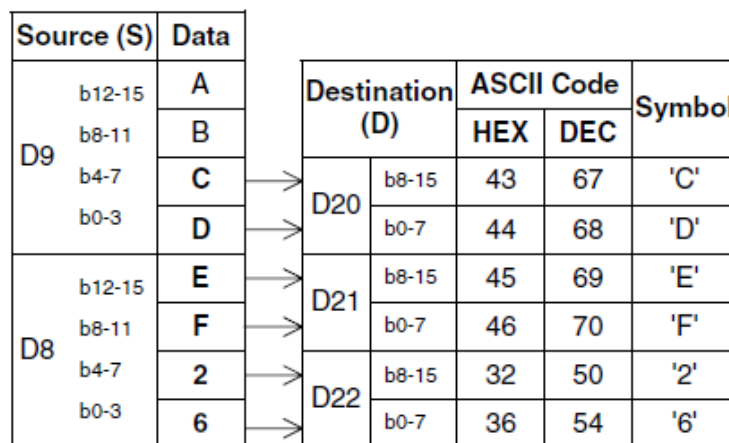 Source (S) Data
Destination (D) ASCII Code Symbol
HEX DEC
D9 b12-15 A
b8-11 B
b4-7 C D20 b8-15 43 67 'C'
b0-3 D b0-7 44 68 'D'
D8 b12-15 E D21 b8-15 45 69 'E'
b8-11 F b0-7 46 70 'F'
b4-7 2 D22 b8-15 32 50 '2'
b0-3 6 b0-7 36 54 '6'